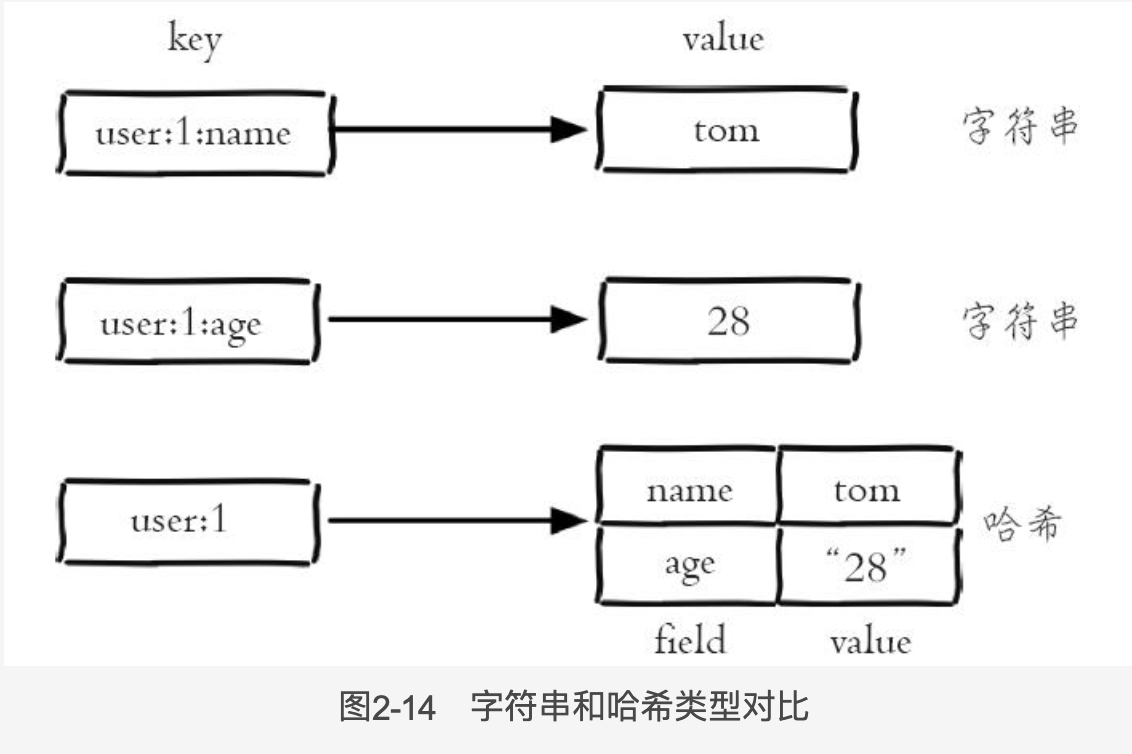 key value
user:1:name tom 字符串
user:1:age 28 字符串
user:1 name tom 哈希
age “28”
field value
图2-14 字符串和哈希类型对比